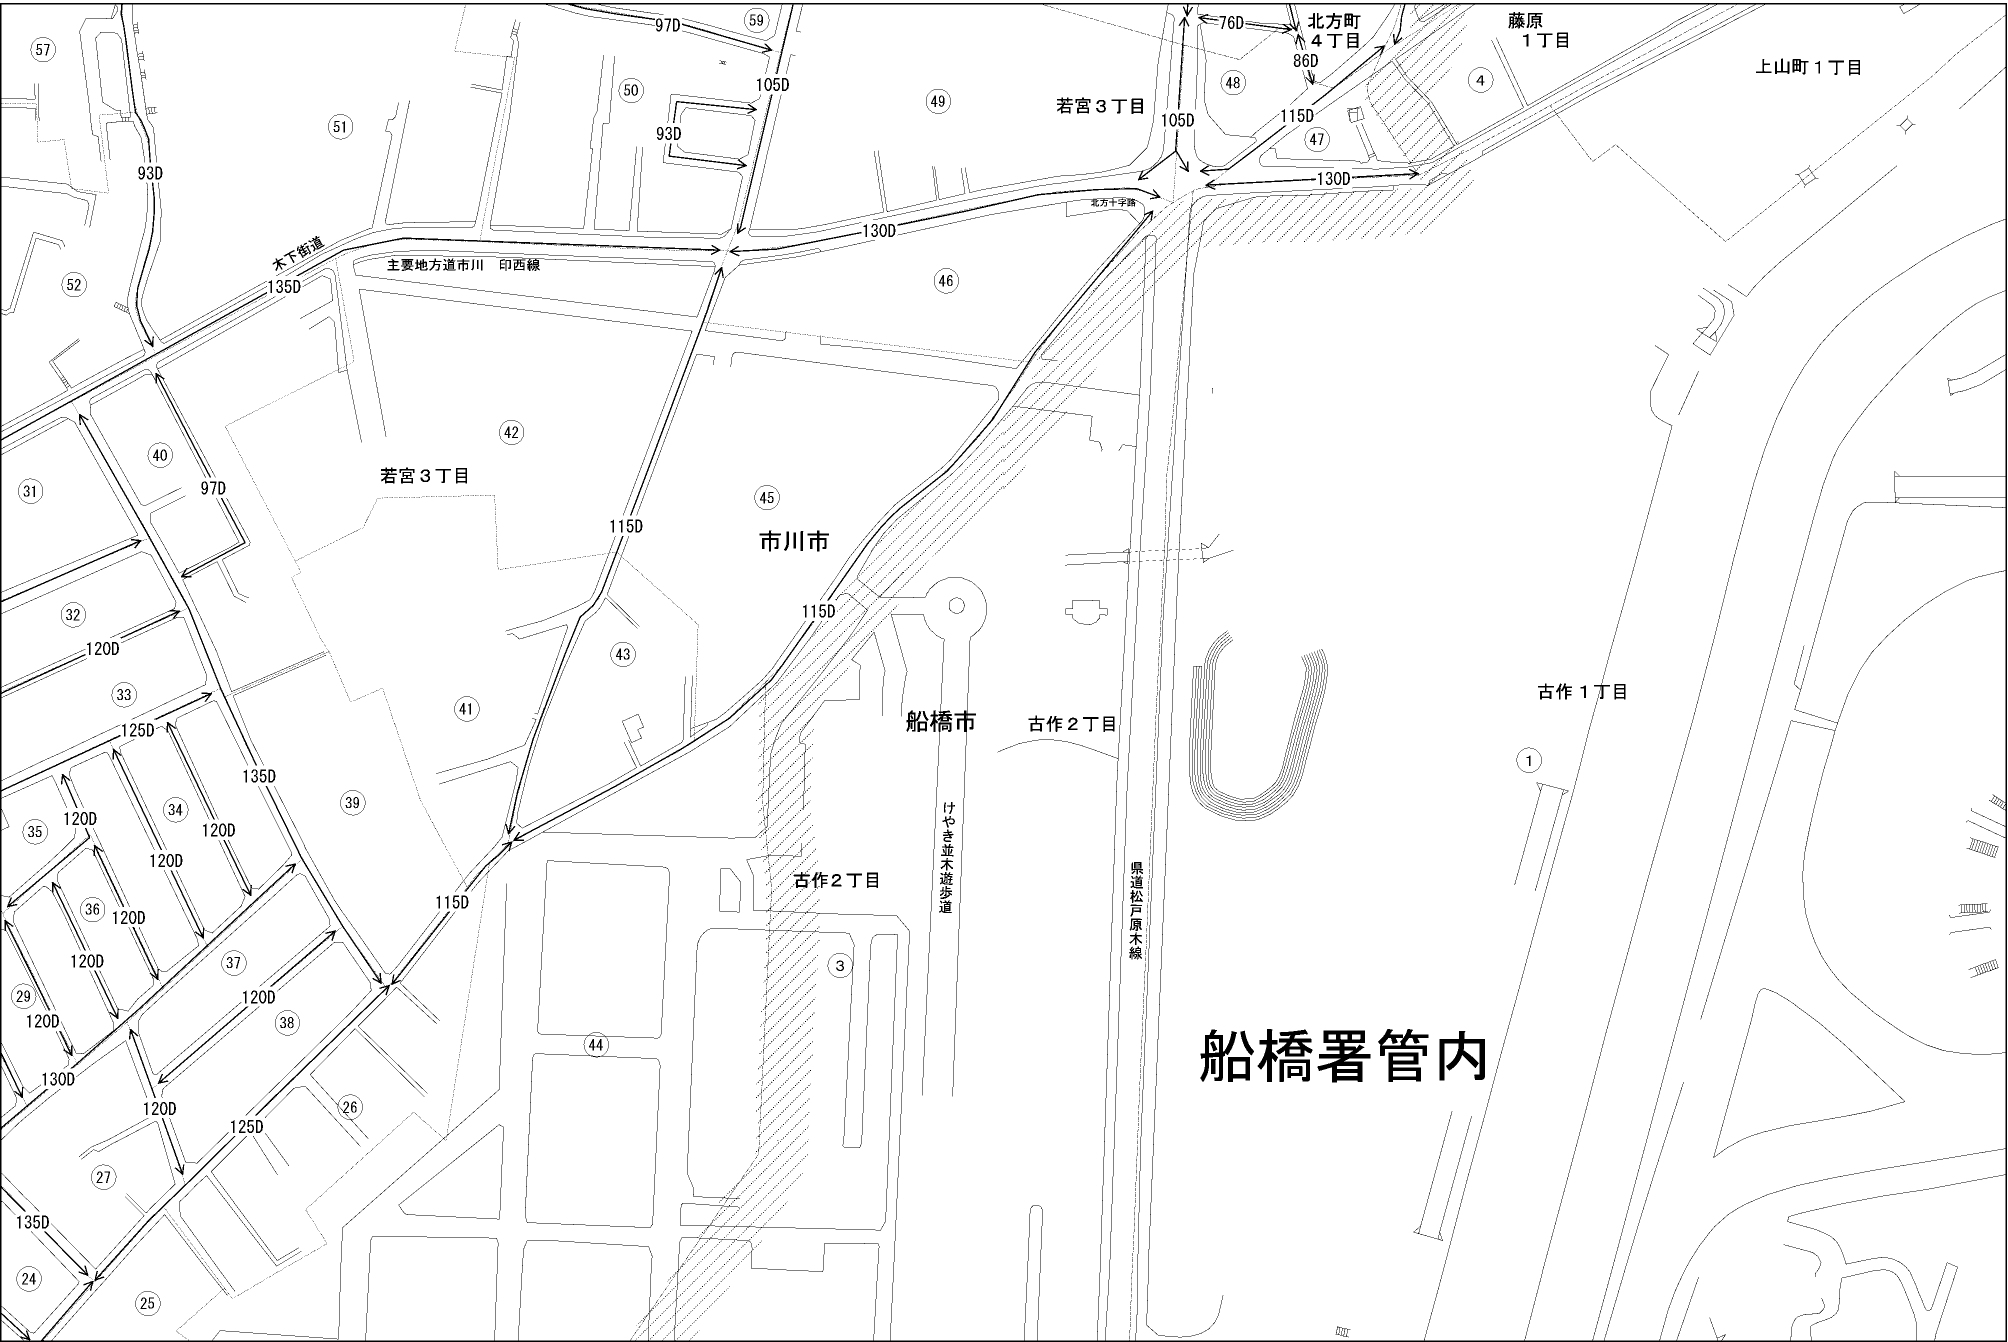 97D
59
76D
北方町
４丁目
藤原
１丁目
57
86D
上山町１丁目
105D
50
48
4
49
若宮３丁目
51
93D
105D
115D
47
93D
130D
北方十字路
130D
木下街道
主要地方道市川　印西線
135D
52
46
42
40
若宮３丁目
97D
31
45
115D
市川市
115D
32
120D
43
33
41
船橋市
古作２丁目
古作１丁目
125D
135D
1
39
34
35
120D
120D
けやき並木遊歩道
120D
県道松戸原木線
古作２丁目
36
120D
115D
120D
37
3
29
120D
120D
38
44
船橋署管内
130D
120D
26
125D
27
135D
24
25